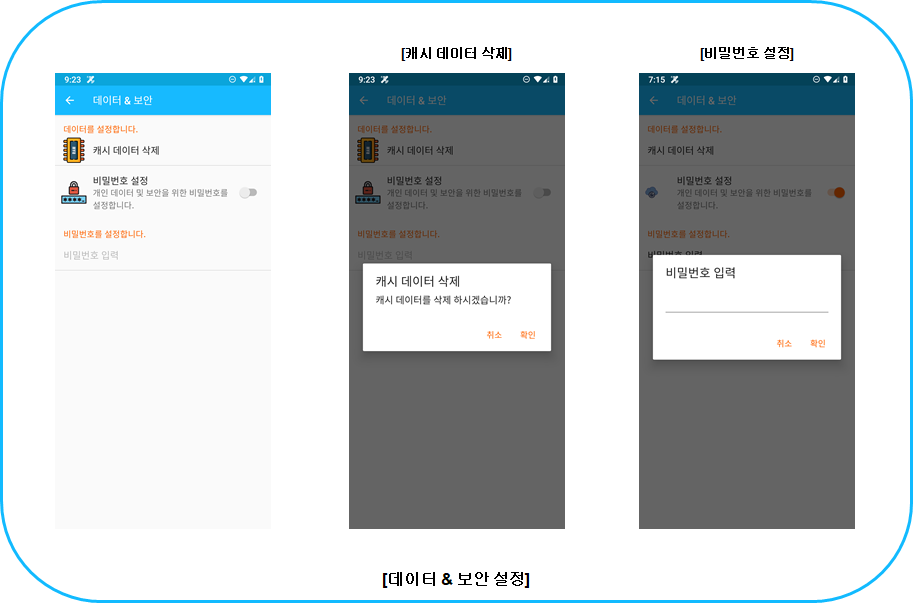 [캐시 데이터 삭제]
[비밀번호 설정]
9:23
데이터 & 보안
데이터를 설정합니다.
캐시 데이터 삭제
비밀번호 설정
개인 데이터 및 보안을 위한 비밀번호를
설정합니다.
비밀번호를 설정합니다.
비밀번호 입력
9:23
데이터 & 보안
데이터를 설정합니다.
캐시 데이터 삭제
비밀번호 설정
개인 데이터 및 보안을 위한 비밀번호를
설정합니다.
비밀번호를 설정합니다.
비밀번호 입력
캐시 데이터 삭제
캐시 데이터를 삭제 하시겠습니까?
취소 확인
7:15
데이터 & 보안
데이터를 설정합니다.
캐시 데이터 삭제
비밀번호 설정
개인 데이터 및 보안을 위한 비밀번호를
설정합니다.
비밀번호를 설정합니다.
비밀번호 입력
비밀번호 입력
취소 확인
[데이터 & 보안 설정]